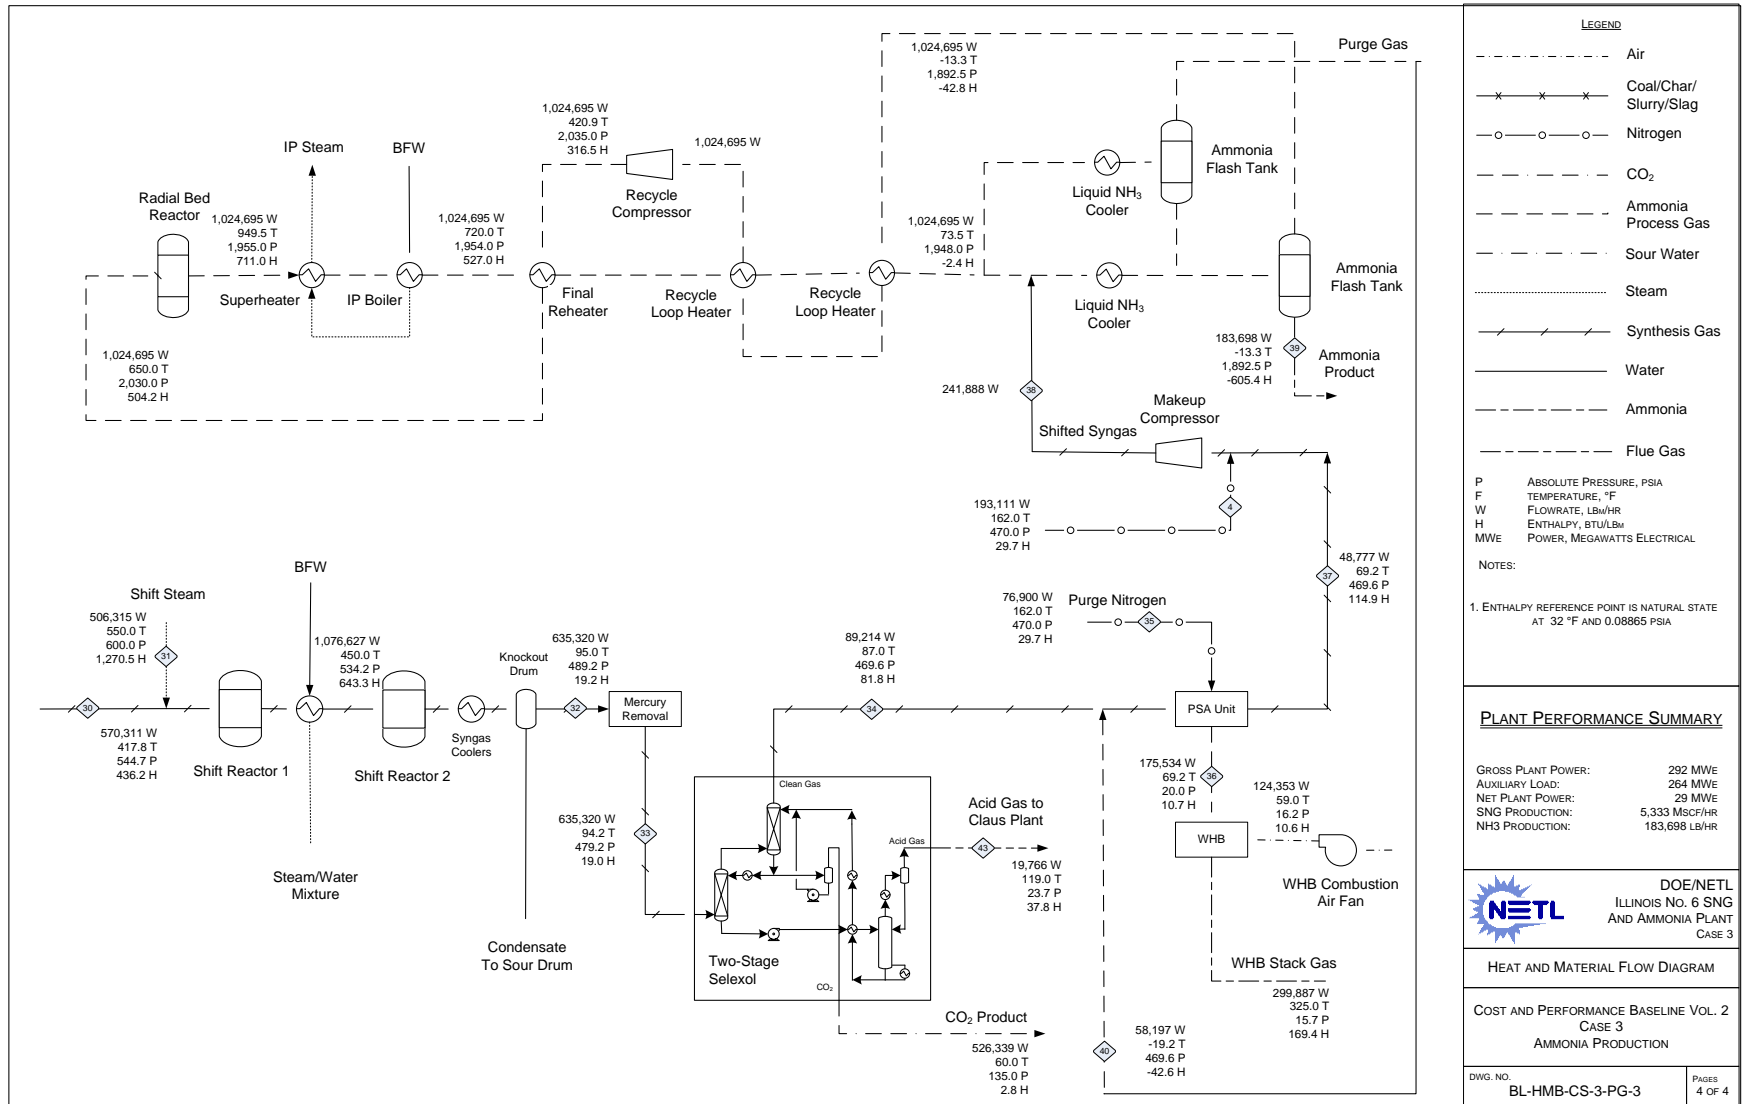 1,024,695 W
-13.3 T
1,892.5 P
-42.8 H
Purge Gas
1,024,695 W
420.9 T
2,035.0 P
316.5 H
1,024,695 W
IP Steam
BFW
Recycle
Compressor
Liquid NH3
Cooler
Ammonia
Flash Tank
Radial Bed
Reactor
1,024,695 W
949.5 T
1,955.0 P
711.0 H
1,024,695 W
720.0 T
1,954.0 P
527.0 H
1,024,695 W
73.5 T
1,948.0 P
-2.4 H
Superheater
IP Boiler
Final
Reheater
Recycle
Loop Heater
Recycle
Loop Heater
Liquid NH3
Cooler
Ammonia
Flash Tank
1,024,695 W
650.0 T
2,030.0 P
504.2 H
183,698 W
-13.3 T
1,892.5 P
-605.4 H
39
Ammonia
Product
241,888 W
38
Makeup
Compressor
Shifted Syngas
193,111 W
162.0 T
470.0 P
29.7 H
4
37
48,777 W
69.2 T
469.6 P
114.9 H
BFW
Shift Steam
506,315 W
550.0 T
600.0 P
1,270.5 H
31
1,076,627 W
450.0 T
534.2 P
643.3 H
635,320 W
95.0 T
489.2 P
19.2 H
Knockout
Drum
76,900 W
162.0 T
470.0 P
29.7 H
Purge Nitrogen
35
89,214 W
87.0 T
469.6 P
81.8 H
30
32
Mercury
Removal
34
PSA Unit
570,311 W
417.8 T
544.7 P
436.2 H
Shift Reactor 1
Shift Reactor 2
Syngas
Coolers
175,534 W
69.2 T
20.0 P
10.7 H
36
124,353 W
59.0 T
16.2 P
10.6 H
WHB
WHB Combustion
Air Fan
Clean Gas
635,320 W
94.2 T
479.2 P
19.0 H
33
Acid Gas to
Claus Plant
Acid Gas
43
19,766 W
119.0 T
23.7 P
37.8 H
Steam/Water
Mixture
Condensate
To Sour Drum
Two-Stage
Selexol
CO2
WHB Stack Gas
299,887 W
325.0 T
15.7 P
169.4 H
CO2 Product
526,339 W
60.0 T
135.0 P
2.8 H
40
58,197 W
-19.2 T
469.6 P
-42.6 H
LEGEND
Air
Coal/Char/
Slurry/Slag
Nitrogen
CO2
Ammonia
Process Gas
Sour Water
Steam
Synthesis Gas
Water
Ammonia
Flue Gas
P ABSOLUTE PRESSURE, PSIA
F TEMPERATURE, °F
W FLOWRATE, LBM/HR
H ENTHALPY, BTU/LBM
MWE POWER, MEGAWATTS ELECTRICAL
NOTES:
1. ENTHALPY REFERENCE POINT IS NATURAL STATE
AT 32 °F AND 0.08865 PSIA
PLANT PERFORMANCE SUMMARY
GROSS PLANT POWER: 292 MWE
AUXILIARY LOAD: 264 MWE
NET PLANT POWER: 29 MWE
SNG PRODUCTION: 5,333 MSCF/HR
NH3 PRODUCTION: 183,698 LB/HR
NETL
DOE/NETL
ILLINOIS NO. 6 SNG
AND AMMONIA PLANT
CASE 3
HEAT AND MATERIAL FLOW DIAGRAM
COST AND PERFORMANCE BASELINE VOL. 2
CASE 3
AMMONIA PRODUCTION
DWG. NO.
BL-HMB-CS-3-PG-3
PAGES
4 OF 4